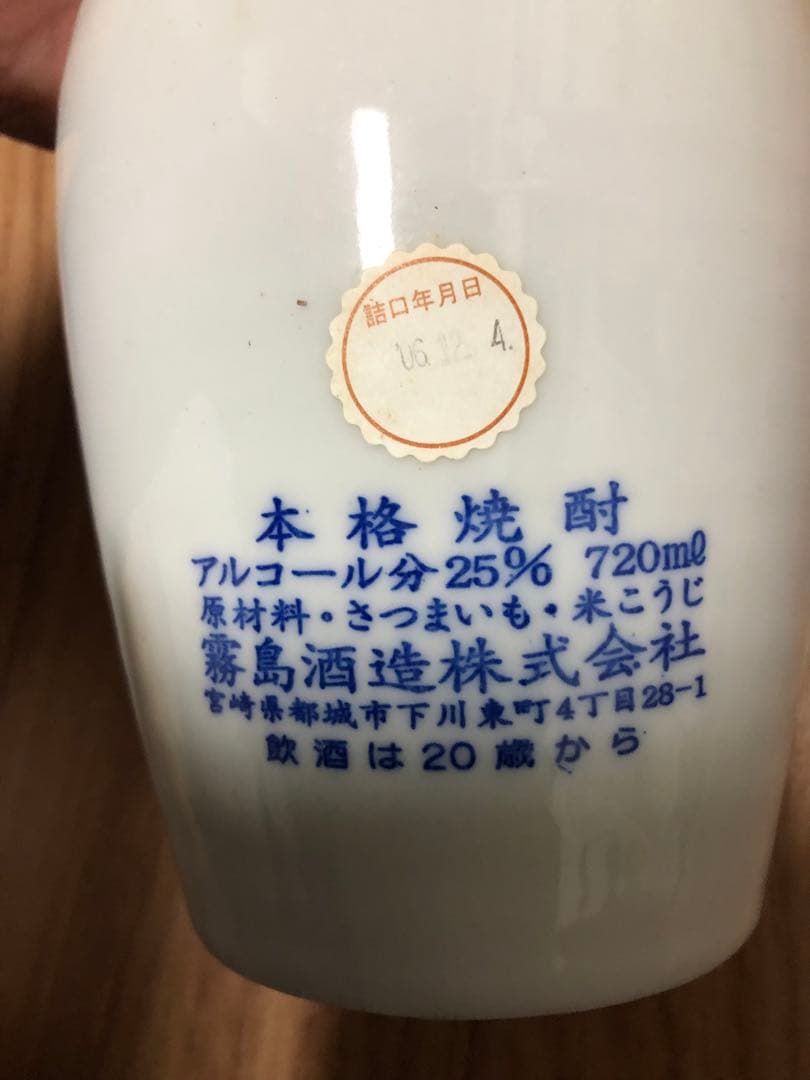 詰口年月日
06.12. 4.
本格焼酎
アルコール分25% 720mℓ
原材料・さつまいも・米こうじ
霧島酒造株式会社
宮崎県都城市下川東町4丁目28-1
飲酒は20歳から